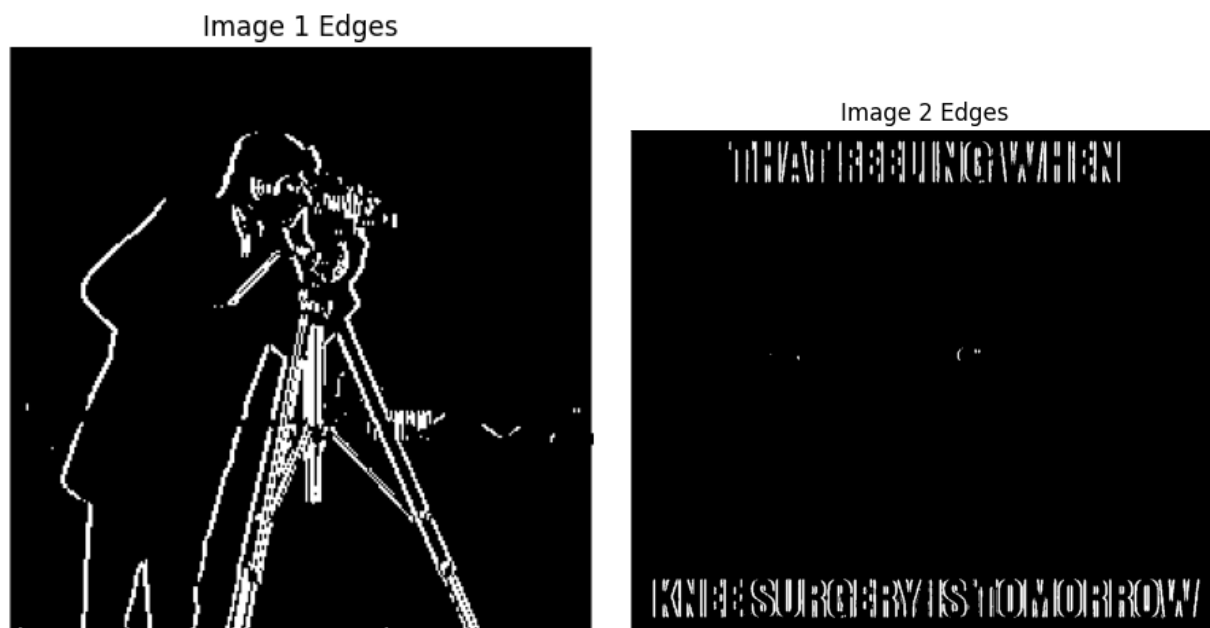 Image 1 Edges
Image 2 Edges
THAT FEELING WHEN
KNEE SURGERY IS TOMORROW